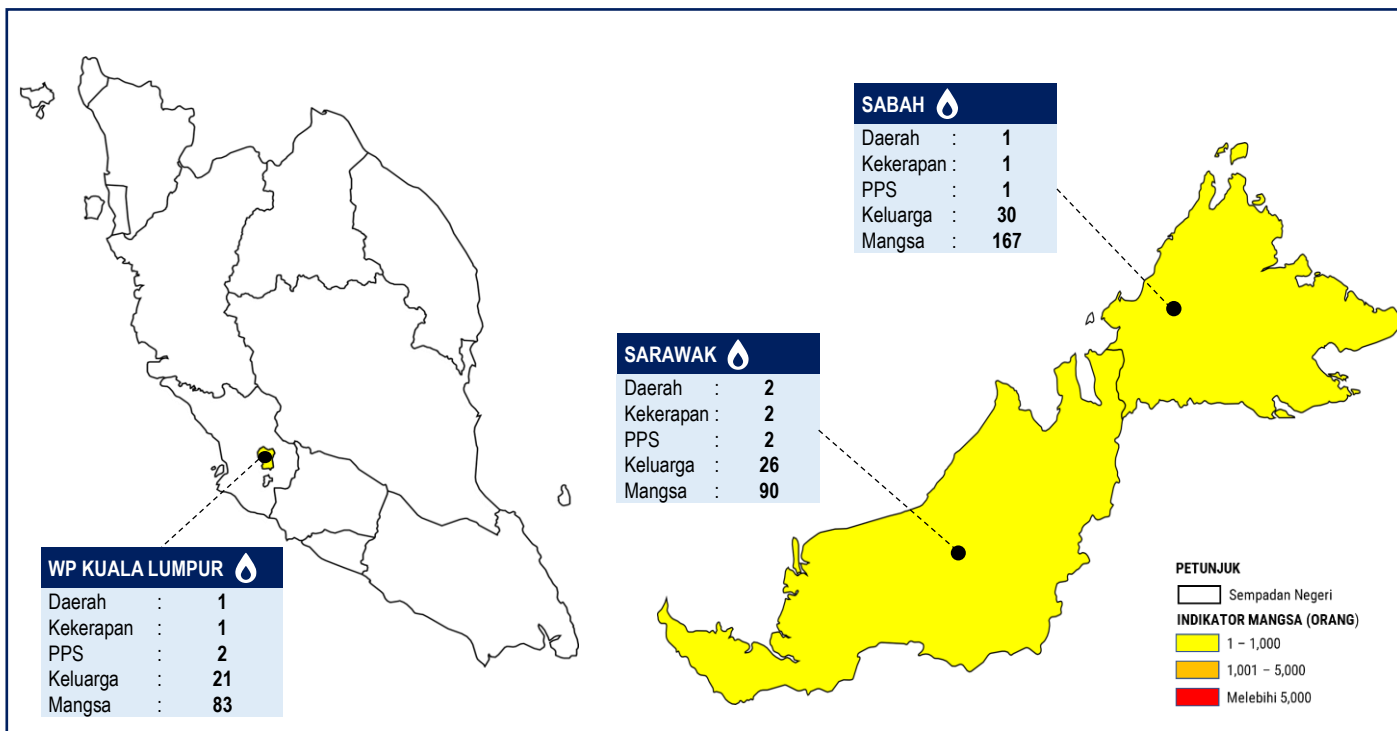 SABAH
Daerah : 1
Kekerapan : 1
PPS : 1
Keluarga : 30
Mangsa : 167
SARAWAK
Daerah : 2
Kekerapan : 2
PPS : 2
Keluarga : 26
Mangsa : 90
WP KUALA LUMPUR
Daerah : 1
Kekerapan : 1
PPS : 2
Keluarga : 21
Mangsa : 83
PETUNJUK
Sempadan Negeri
INDIKATOR MANGSA (ORANG)
1 – 1,000
1,001 – 5,000
Melebihi 5,000